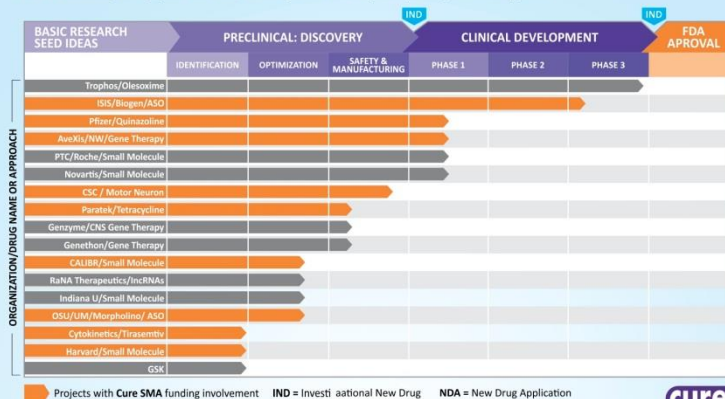 IND
IND
BASIC RESEARCH
SEED IDEAS
PRECLINICAL: DISCOVERY
CLINICAL DEVELOPMENT
FDA
APROVAL
IDENTIFICATION
OPTIMIZATION
SAFETY &
MANUFACTURING
PHASE 1
PHASE 2
PHASE 3
ORGANIZATION/DRUG NAME OR APPROACH
Trophos/Olesoxime
ISIS/Biogen/ASO
Pfizer/Quinazoline
AveXis/NW/Gene Therapy
PTC/Roche/Small Molecule
Novartis/Small Molecule
CSC / Motor Neuron
Paratek/Tetracycline
Genzyme/CNS Gene Therapy
Genethon/Gene Therapy
CALIBR/Small Molecule
RaNA Therapeutics/lncRNAs
Indiana U/Small Molecule
OSU/UM/Morpholino/ ASO
Cytokinetics/Tirasemtiv
Harvard/Small Molecule
GSK
Projects with Cure SMA funding involvement IND = Investi aational New Drug NDA = New Drug Application
cure